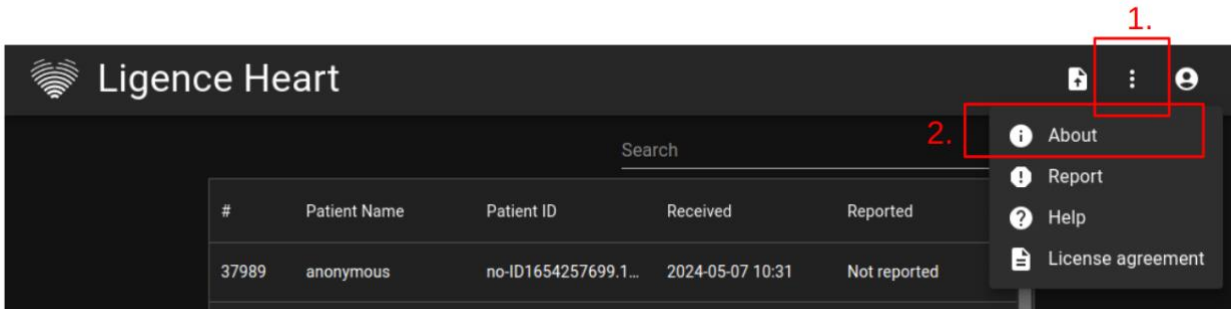 1.
Ligence Heart
2.
About
Search
Report
# Patient Name Patient ID Received Reported
Help
37989 anonymous no-ID1654257699.1... 2024-05-07 10:31 Not reported
License agreement